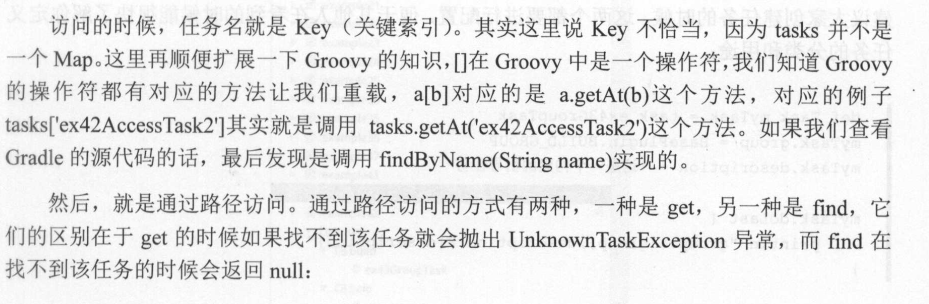 访问的时候，任务名就是 Key（关键索引）。其实这里说 Key 不恰当，因为 tasks 并不是
一个 Map。这里再顺便扩展一下 Groovy 的知识，[]在 Groovy 中是一个操作符，我们知道 Groovy
的操作符都有对应的方法让我们重载，a[b]对应的是 a.getAt(b)这个方法，对应的例子
tasks['ex42AccessTask2']其实就是调用 tasks.getAt('ex42AccessTask2')这个方法。如果我们查看
Gradle 的源代码的话，最后发现是调用 findByName(String name)实现的。
然后，就是通过路径访问。通过路径访问的方式有两种，一种是 get，另一种是 find，它
们的区别在于 get 的时候如果找不到该任务就会抛出 UnknownTaskException 异常，而 find 在
找不到该任务的时候会返回 null：